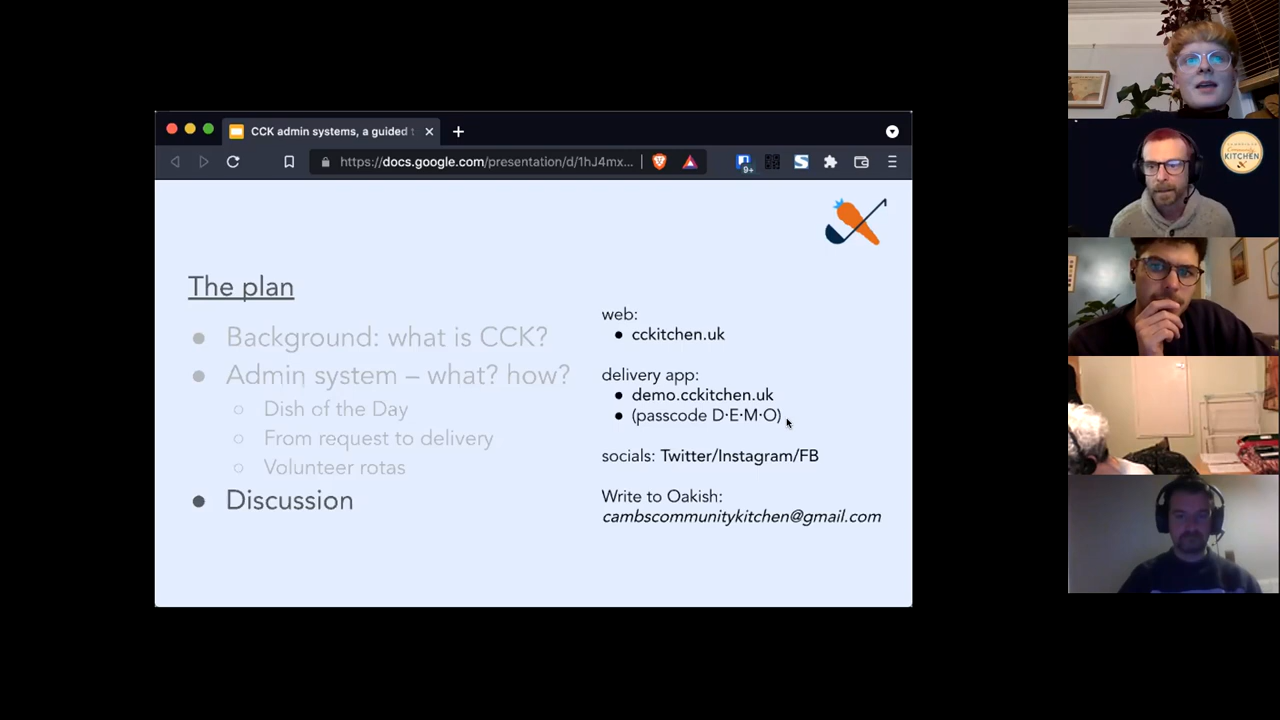 CCK admin systems, a guided t
https://docs.google.com/presentation/d/1hJ4mx...
9+
The plan
Background: what is CCK?
Admin system – what? how?
Dish of the Day
From request to delivery
Volunteer rotas
Discussion
web:
cckitchen.uk
delivery app:
demo.cckitchen.uk
(passcode D·E·M·O)
socials: Twitter/Instagram/FB
Write to Oakish:
cambscommunitykitchen@gmail.com
KITCHEN